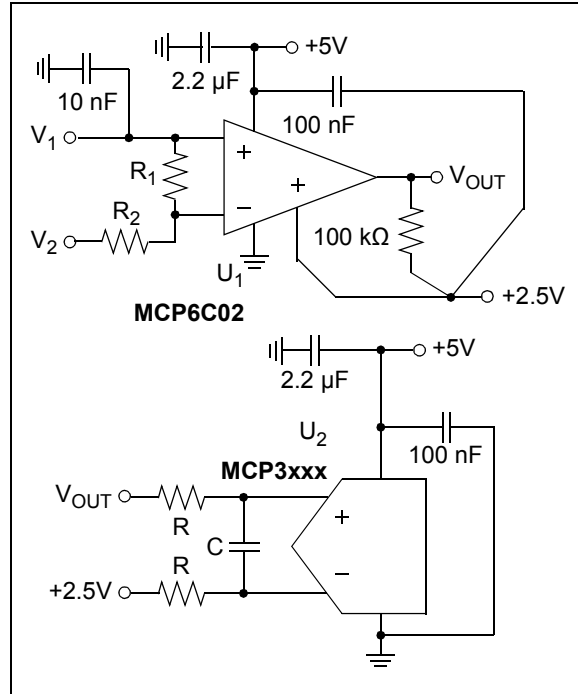 +5V
2.2 µF
10 nF
100 nF
V1
R1
+
+
−
VOUT
R2
V2
100 kΩ
U1
+2.5V
MCP6C02
+5V
2.2 µF
U2
100 nF
MCP3xxx
VOUT
R
+
C
−
R
+2.5V